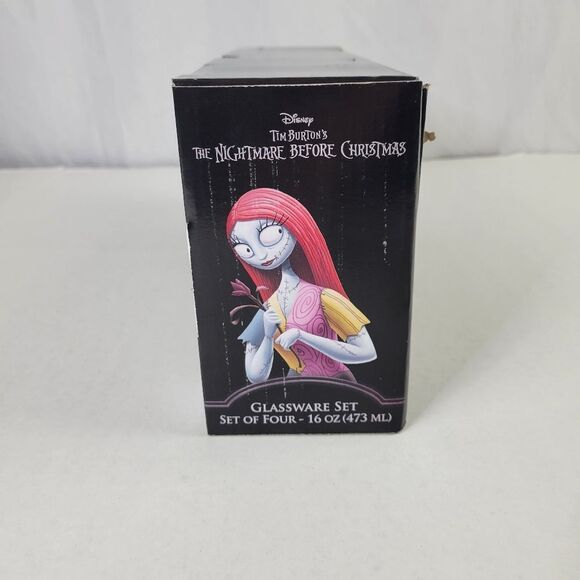 Disney
Tim Burton's
The Nightmare Before Christmas
Glassware Set
Set of Four - 16 oz (473 ml)